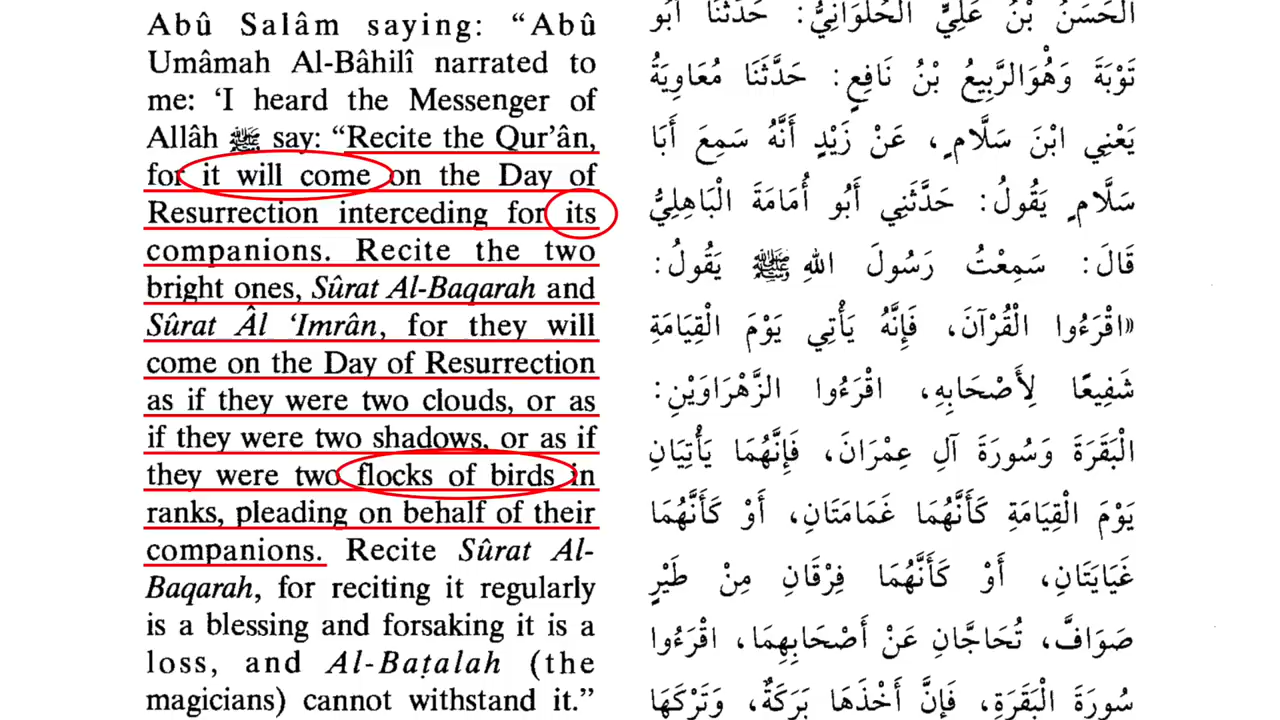 Abû Salâm saying: “Abû
Umâmah Al-Bâhilî narrated to
me: ‘I heard the Messenger of
Allâh ﷺ say: “Recite the Qur’ân,
for it will come on the Day of
Resurrection interceding for its
companions. Recite the two
bright ones, Sûrat Al-Baqarah and
Sûrat Âl ‘Imrân, for they will
come on the Day of Resurrection
as if they were two clouds, or as
if they were two shadows, or as if
they were two flocks of birds in
ranks, pleading on behalf of their
companions. Recite Sûrat Al-
Baqarah, for reciting it regularly
is a blessing and forsaking it is a
loss, and Al-Baṭalah (the
magicians) cannot withstand it.”
الْحَسَنُ بْنُ عَلِيٍّ الْحُلْوَانِيُّ: حَدَّثَنَا أَبُو
تَوْبَةَ وَهُوَالرَّبِيعُ بْنُ نَافِعٍ: حَدَّثَنَا مُعَاوِيَةُ
يَعْنِي ابْنَ سَلَّامٍ، عَنْ زَيْدٍ أَنَّهُ سَمِعَ أَبَا
سَلَّامٍ يَقُولُ: حَدَّثَنِي أَبُو أُمَامَةَ الْبَاهِلِيُّ
قَالَ: سَمِعْتُ رَسُولَ اللهِ ﷺ يَقُولُ:
«اقْرَءُوا الْقُرْآنَ، فَإِنَّهُ يَأْتِي يَوْمَ الْقِيَامَةِ
شَفِيعًا لِأَصْحَابِهِ، اقْرَءُوا الزَّهْرَاوَيْنِ:
الْبَقَرَةَ وَسُورَةَ آلِ عِمْرَانَ، فَإِنَّهُمَا يَأْتِيَانِ
يَوْمَ الْقِيَامَةِ كَأَنَّهُمَا غَمَامَتَانِ، أَوْ كَأَنَّهُمَا
غَيَايَتَانِ، أَوْ كَأَنَّهُمَا فِرْقَانِ مِنْ طَيْرٍ
صَوَافَّ، تُحَاجَّانِ عَنْ أَصْحَابِهِمَا، اقْرَءُوا
سُورَةَ الْبَقَرَةِ، فَإِنَّ أَخْذَهَا بَرَكَةٌ، وَتَرْكَهَا